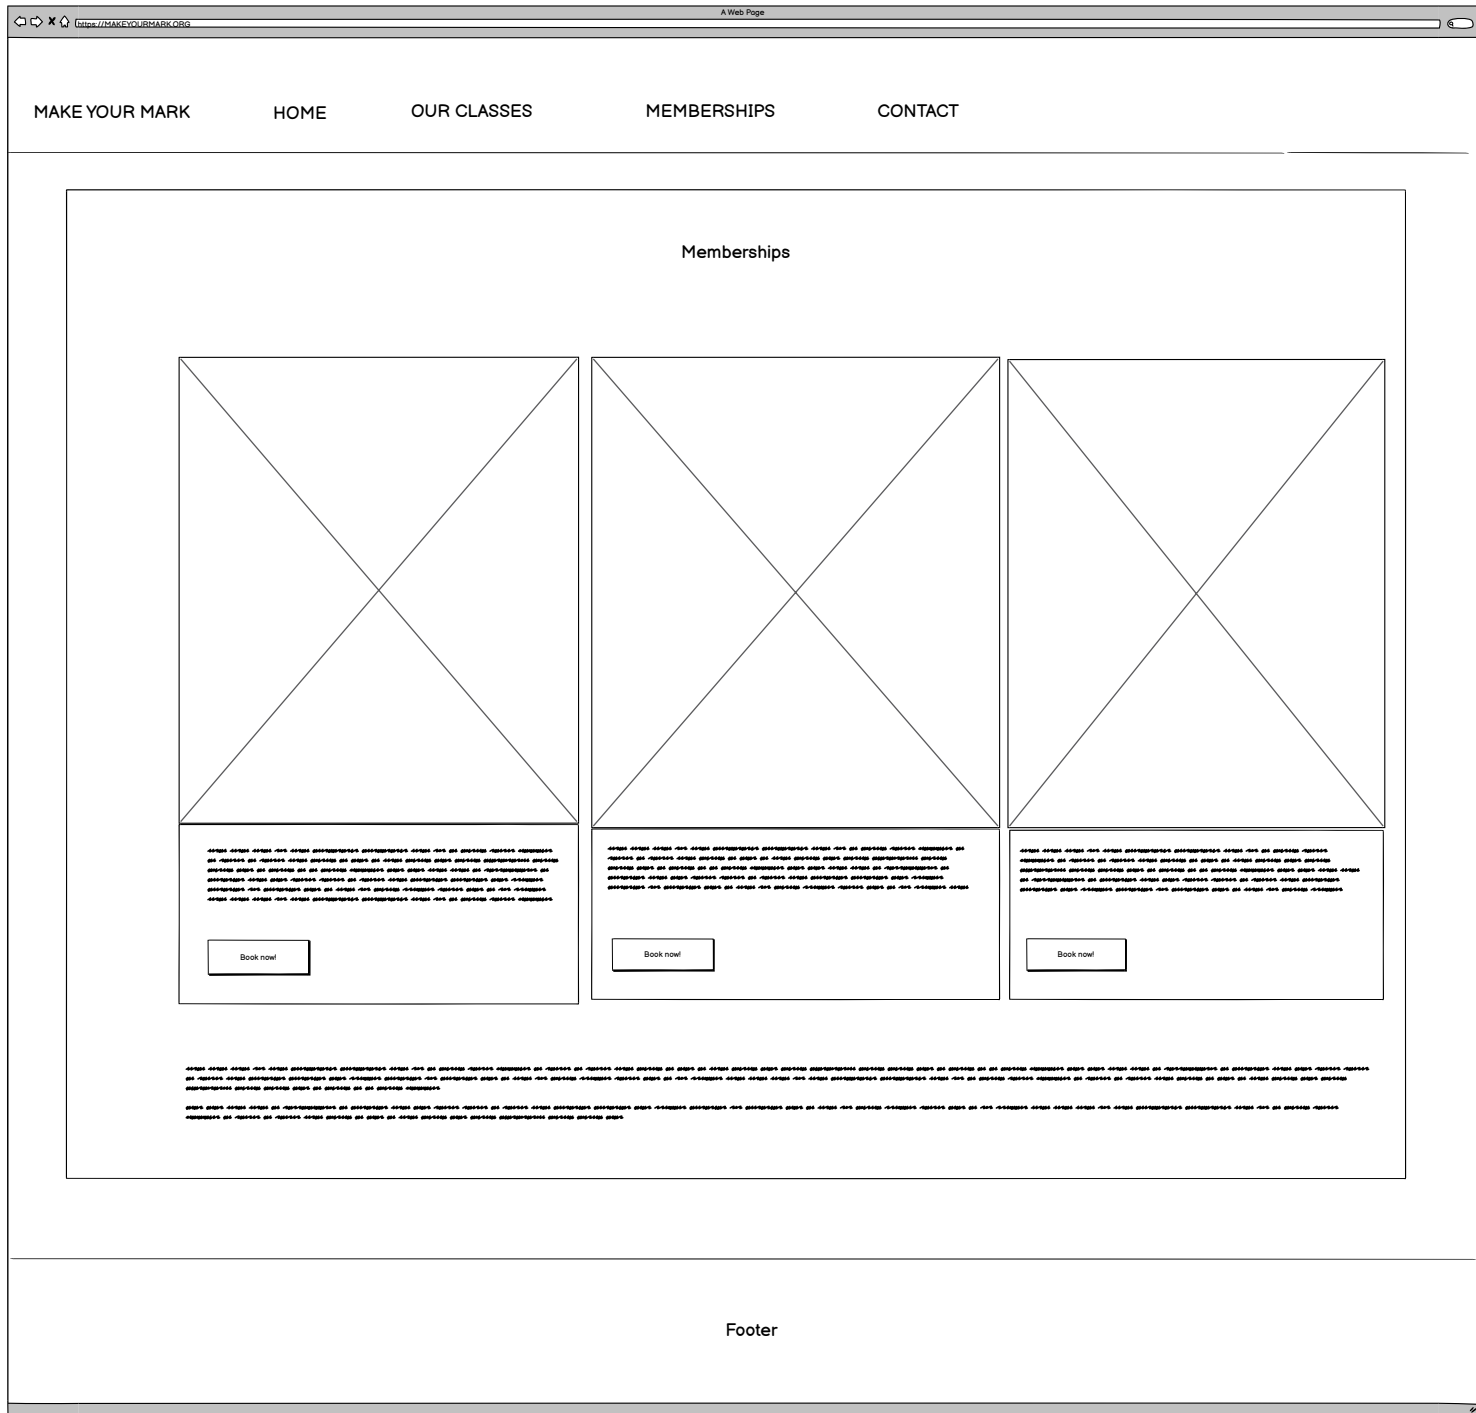 A Web Page
https://MAKEYOURMARK.ORG
MAKE YOUR MARK HOME OUR CLASSES MEMBERSHIPS CONTACT
Memberships
Book now! Book now! Book now!
Footer